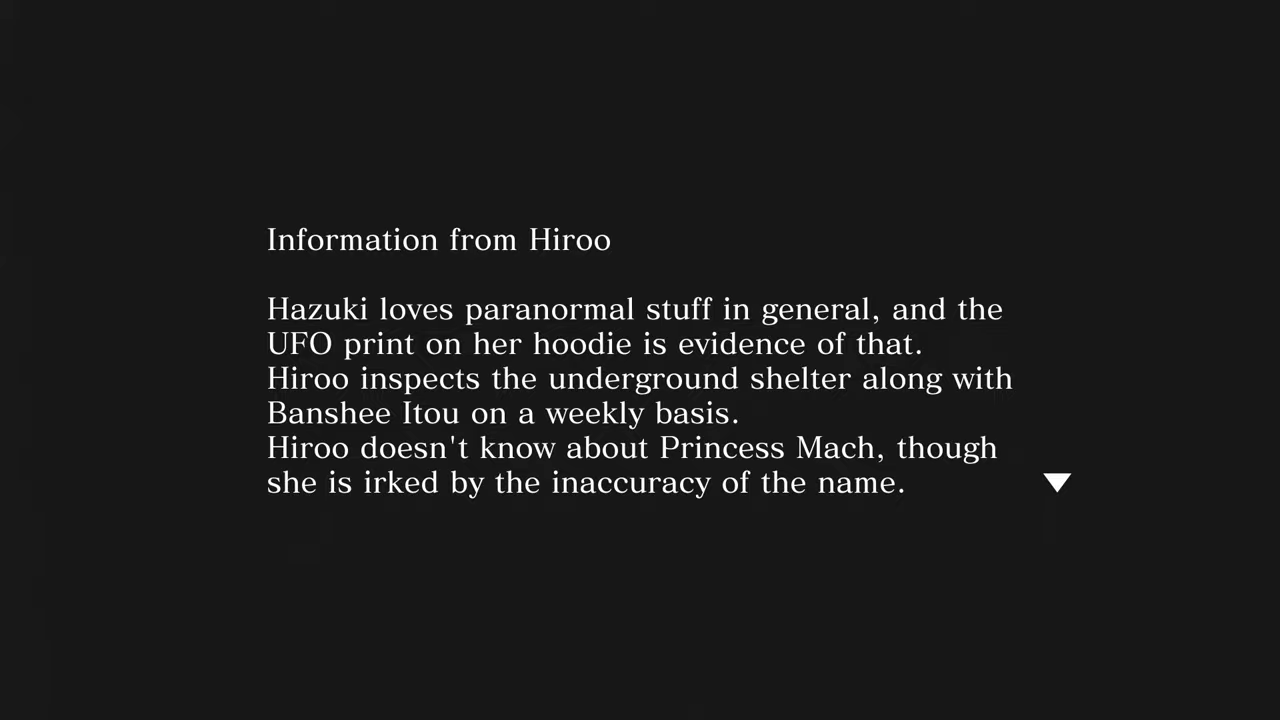 Information from Hiroo
Hazuki loves paranormal stuff in general, and the
UFO print on her hoodie is evidence of that.
Hiroo inspects the underground shelter along with
Banshee Itou on a weekly basis.
Hiroo doesn't know about Princess Mach, though
she is irked by the inaccuracy of the name.